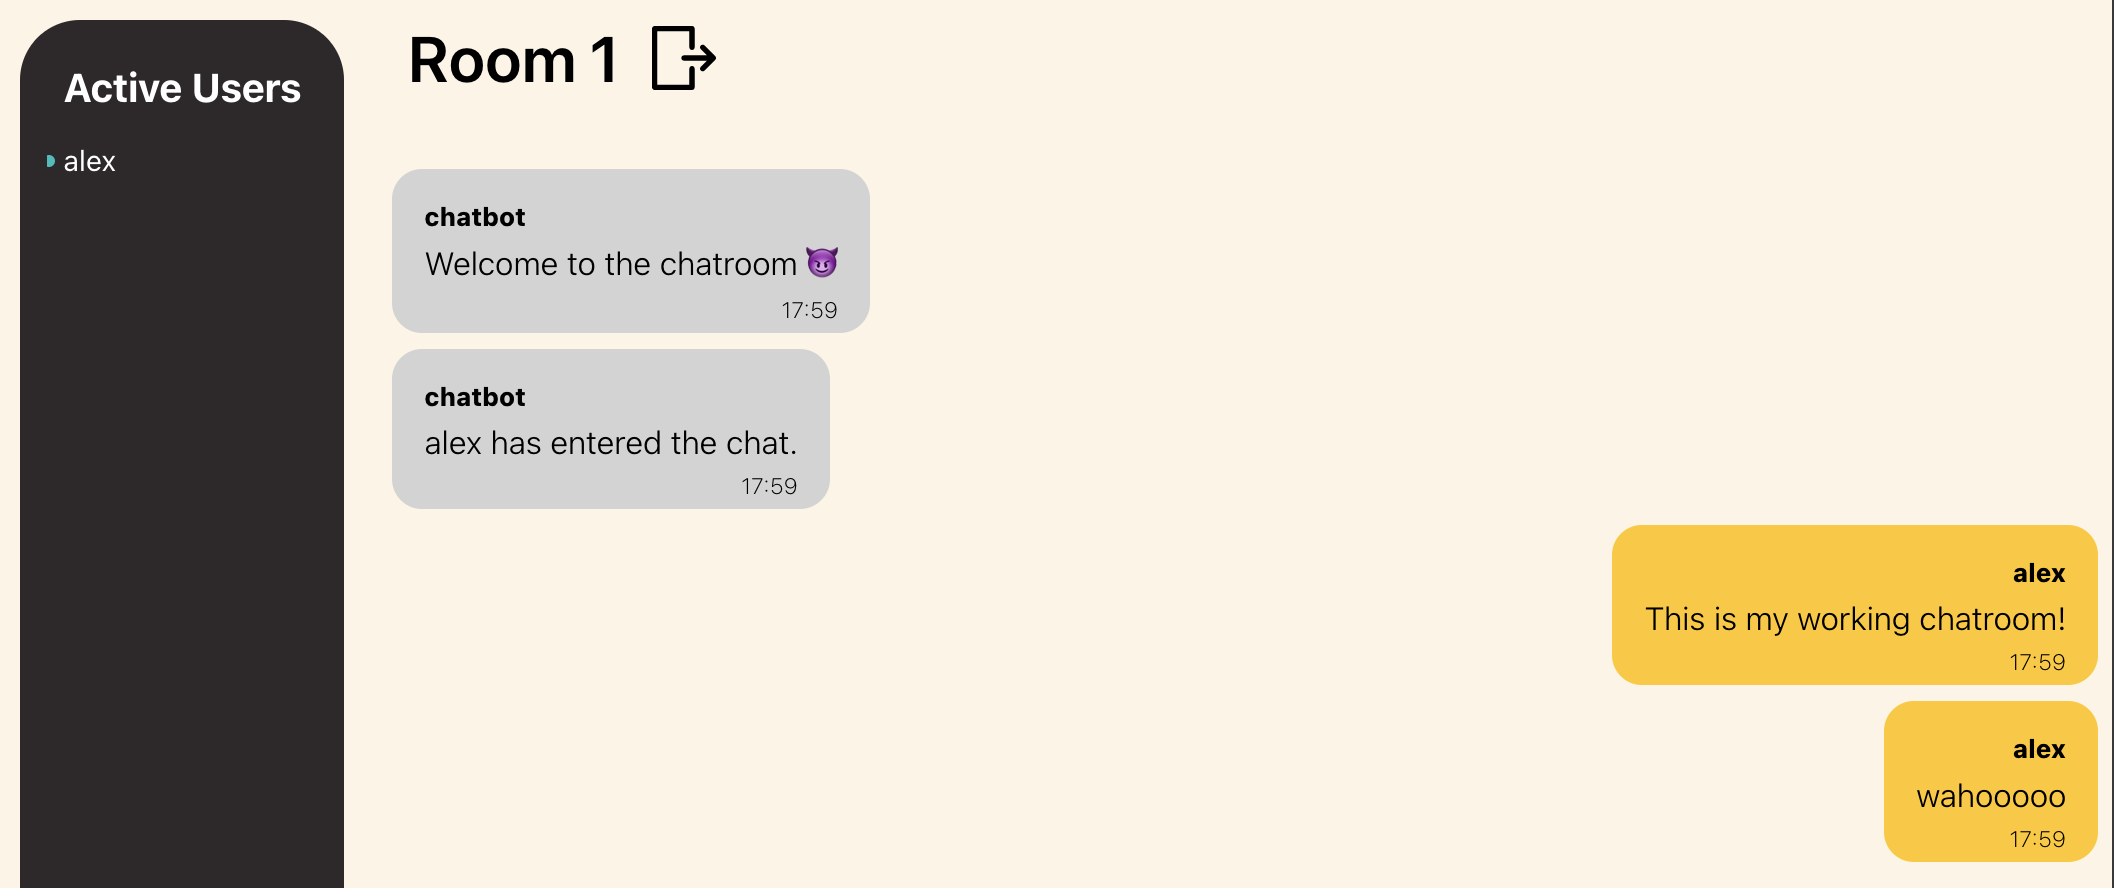 Active Users
alex
Room 1
chatbot
Welcome to the chatroom 😈
17:59
chatbot
alex has entered the chat.
17:59
alex
This is my working chatroom!
17:59
alex
wahooooo
17:59